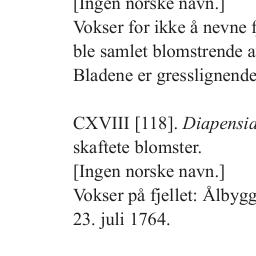 [Ingen norske navn.]
Vokser for ikke å nevne
ble samlet blomstrende
Bladene er gresslignende
CXVIII [118]. Diapensia
skaftete blomster.
[Ingen norske navn.]
Vokser på fjellet: Ålbygg
23. juli 1764.